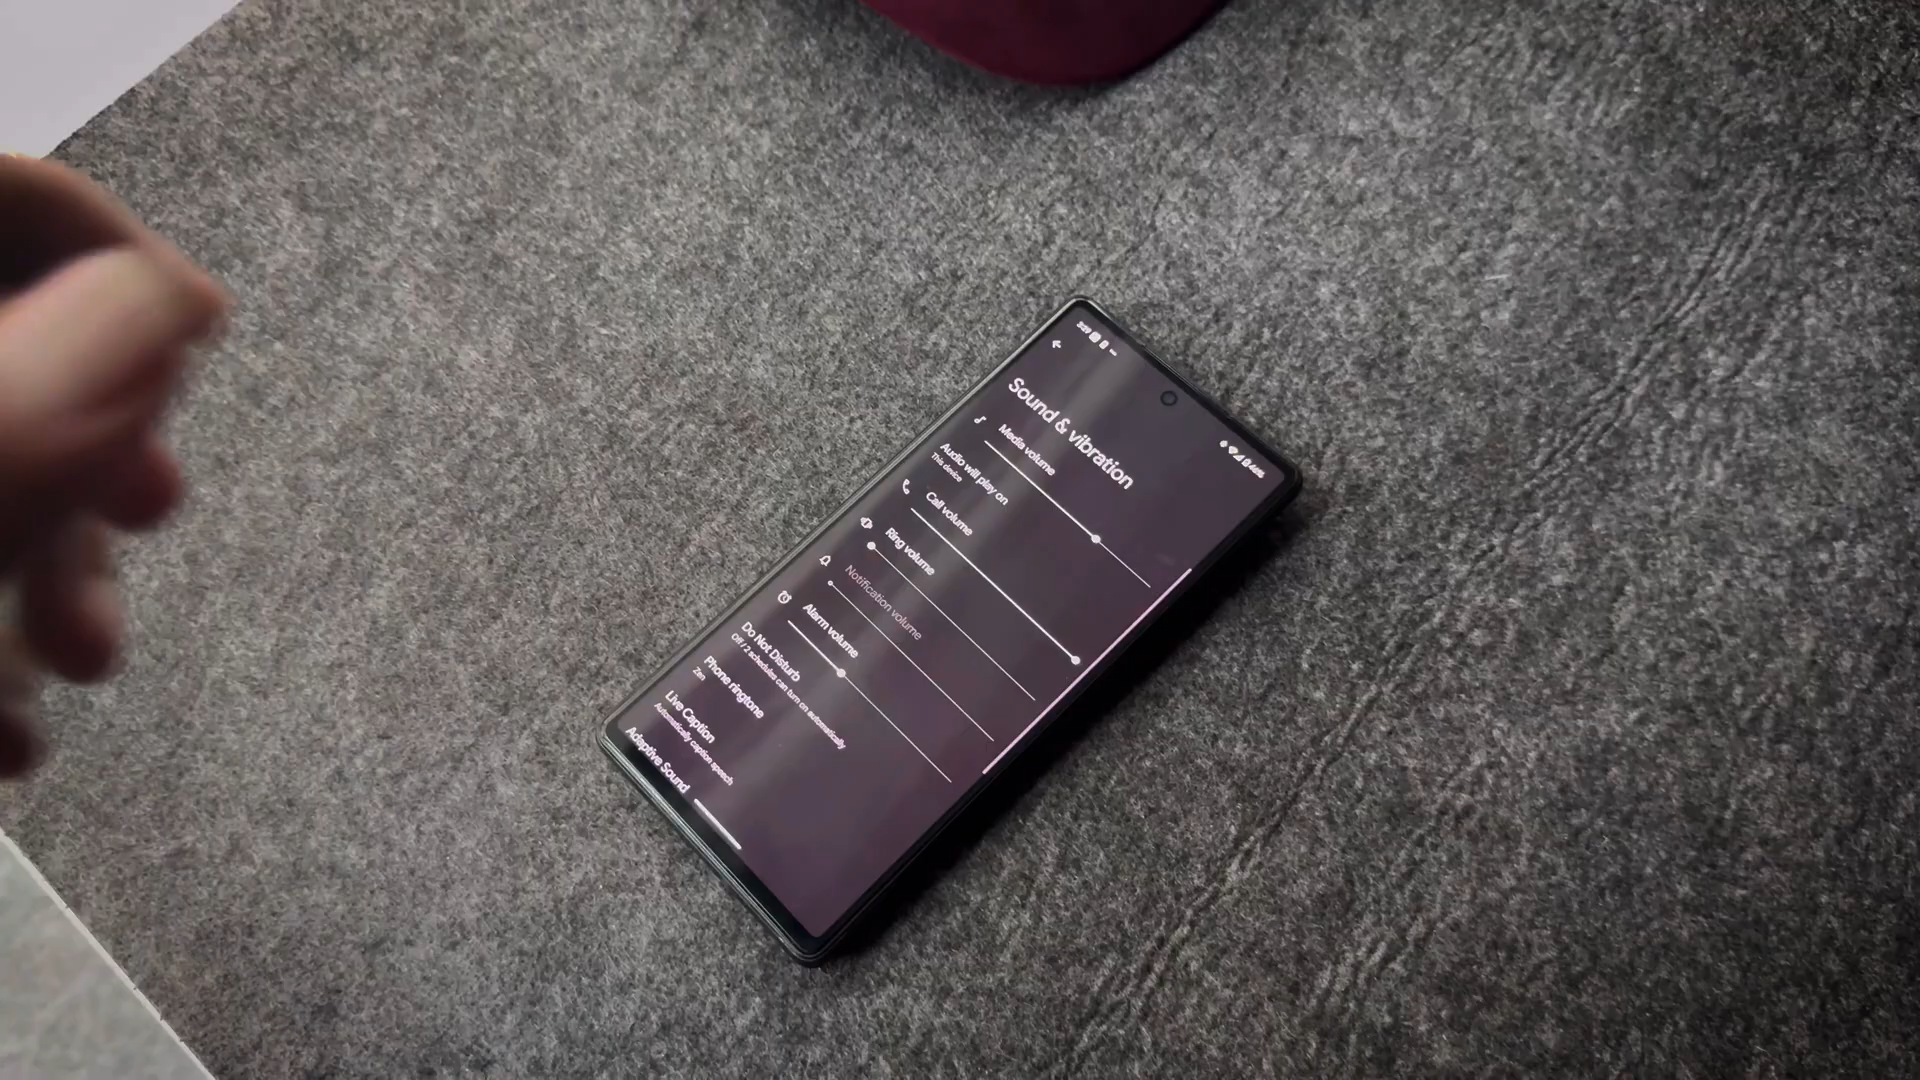 Sound & vibration
Media volume
Audio will play on
This device
Call volume
Ring volume
Notification volume
Alarm volume
Do Not Disturb
Off / 2 schedules can turn on automatically
Phone ringtone
Zen
Live Caption
Automatically caption speech
Adaptive Sound